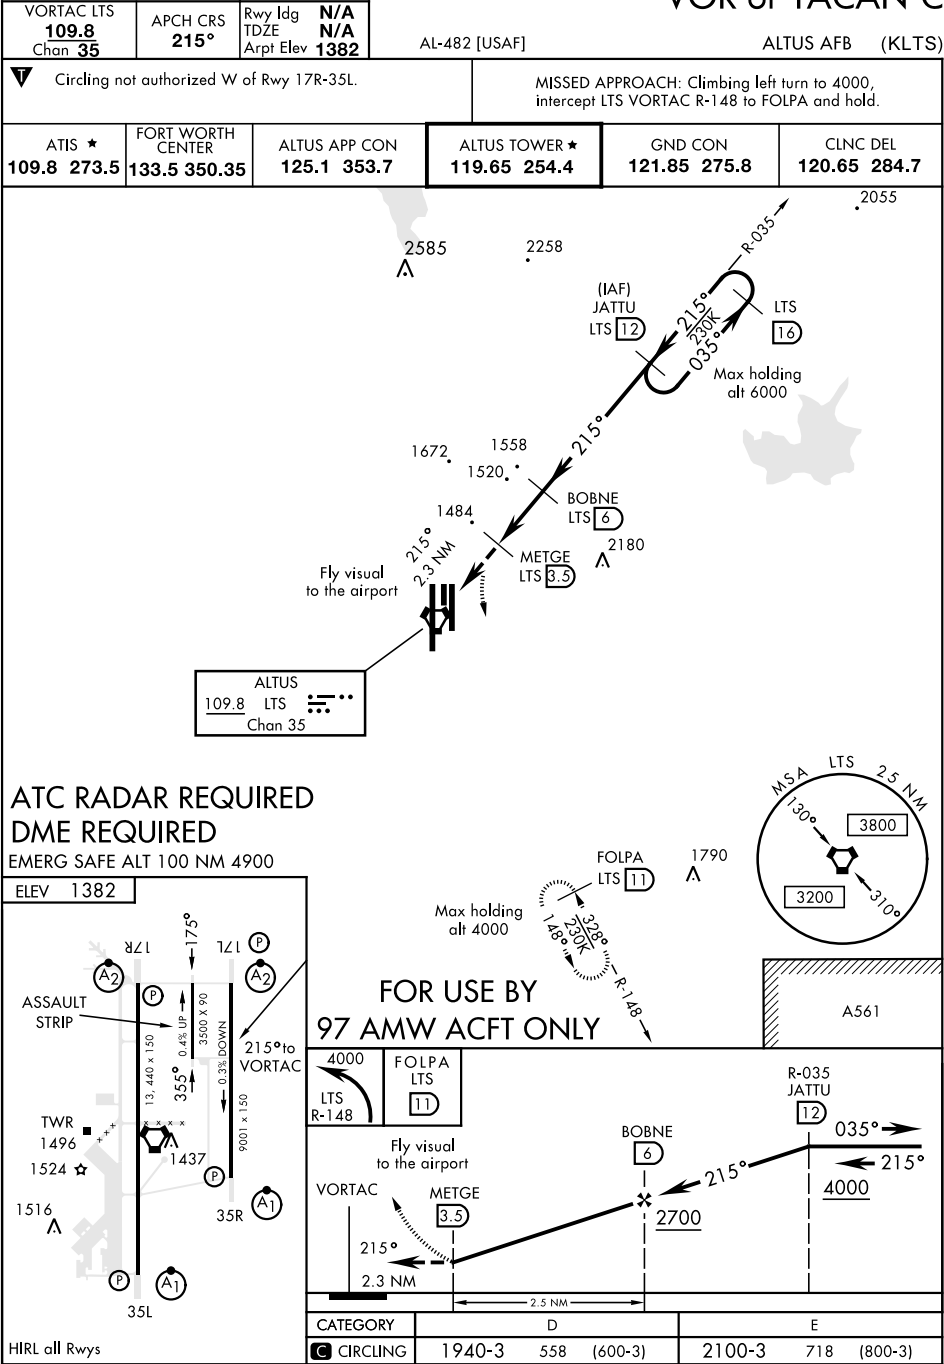 VORTAC LTS
109.8
Chan 35
APCH CRS
215°
Rwy ldg N/A
TDZE N/A
Arpt Elev 1382
AL-482 [USAF]
ALTUS AFB (KLTS)
T Circling not authorized W of Rwy 17R-35L.
MISSED APPROACH: Climbing left turn to 4000,
intercept LTS VORTAC R-148 to FOLPA and hold.
ATIS ★
109.8 273.5
FORT WORTH
CENTER
133.5 350.35
ALTUS APP CON
125.1 353.7
ALTUS TOWER ★
119.65 254.4
GND CON
121.85 275.8
CLNC DEL
120.65 284.7
2055
R-035
2585
2258
(IAF)
JATTU
LTS 12
215°
230K
035°
LTS
16
Max holding
alt 6000
215°
1672
1558
1520
BOBNE
LTS 6
1484
215°
2.3 NM
METGE
LTS 3.5
2180
Fly visual
to the airport
ALTUS
109.8 LTS
Chan 35
MSA LTS 25 NM
130°
3800
3200
310°
ATC RADAR REQUIRED
DME REQUIRED
EMERG SAFE ALT 100 NM 4900
FOLPA
LTS 11
1790
Max holding
alt 4000
328°
230K
148°
R-148
A561
FOR USE BY
97 AMW ACFT ONLY
ELEV 1382
17R
175°
17L
P
A2
A2
P
ASSAULT
STRIP
0.4% UP
3500 X 90
0.3% DOWN
215° to
VORTAC
13, 440 x 150
355°
9001 x 150
TWR
1496
x x x x
1437
1524
P
1516
35R
A1
P
A1
35L
HIRL all Rwys
4000
LTS
R-148
FOLPA
LTS
11
R-035
JATTU
12
035°
215°
4000
BOBNE
6
215°
2700
Fly visual
to the airport
VORTAC
METGE
3.5
215°
2.3 NM
2.5 NM
CATEGORY D E
C CIRCLING 1940-3 558 (600-3) 2100-3 718 (800-3)